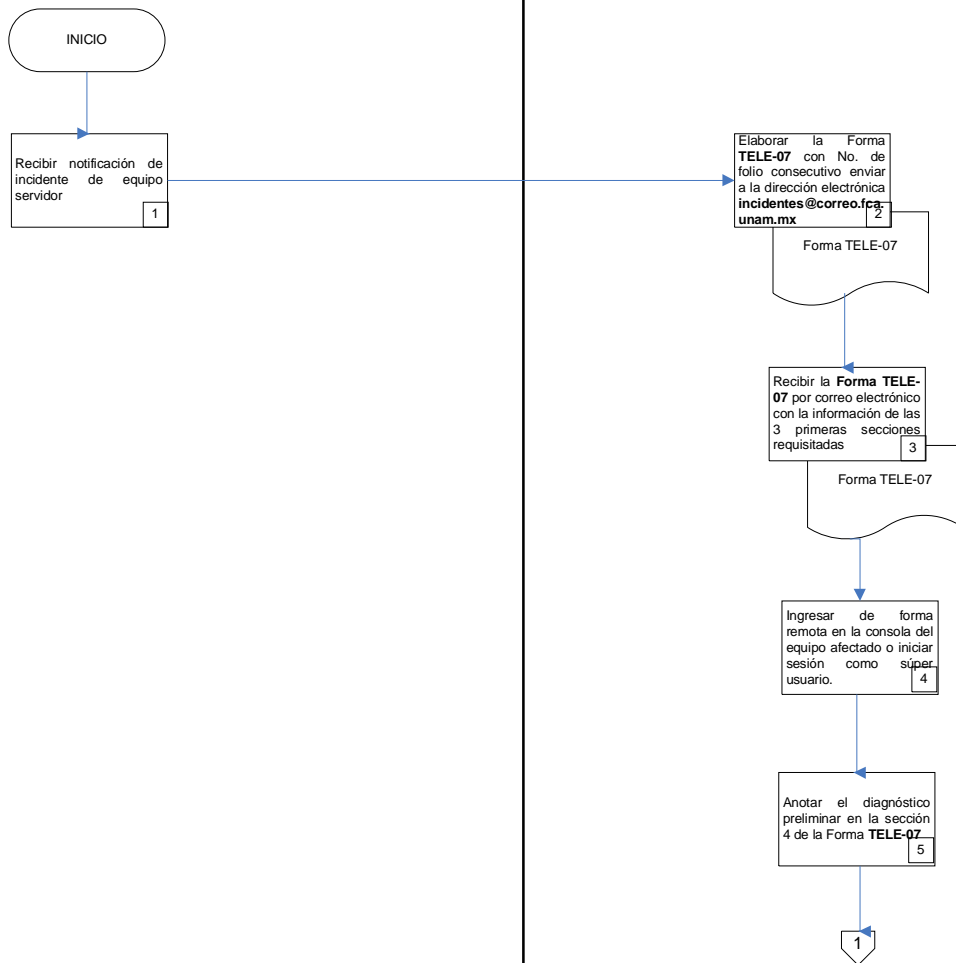 INICIO
Recibir notificación de
incidente de equipo
servidor
1
Elaborar la Forma
TELE-07 con No. de
folio consecutivo enviar
a la dirección electrónica
incidentes@correo.fca.
unam.mx
2
Forma TELE-07
Recibir la Forma TELE-
07 por correo electrónico
con la información de las
3 primeras secciones
requisitadas
3
Forma TELE-07
Ingresar de forma
remota en la consola del
equipo afectado o iniciar
sesión como súper
usuario.
4
Anotar el diagnóstico
preliminar en la sección
4 de la Forma TELE-07
5
1